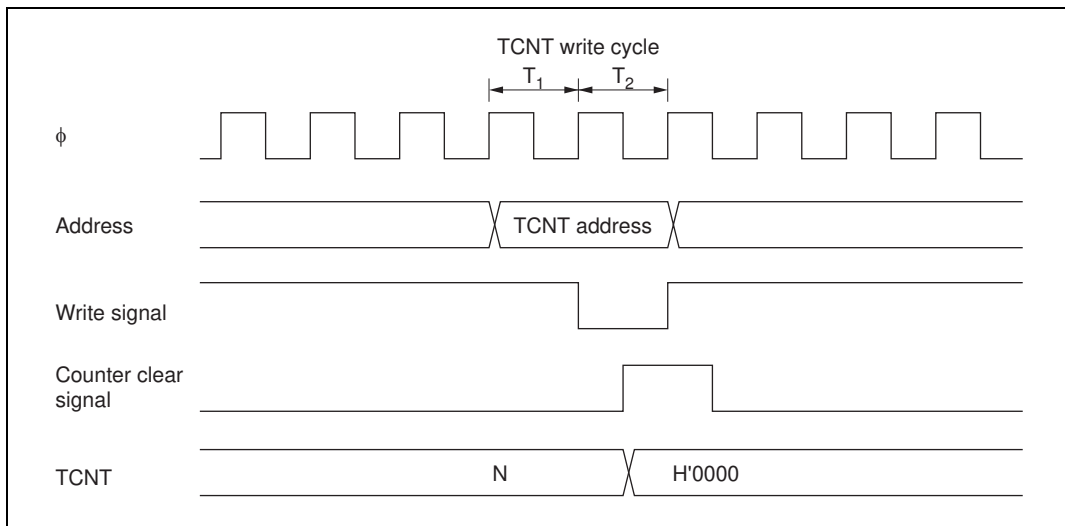 TCNT write cycle
T1 T2
ϕ
Address
TCNT address
Write signal
Counter clear
signal
TCNT
N
H'0000